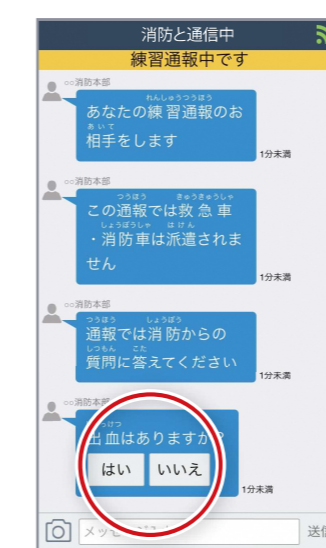 消防と通信中
練習通報中です
○○消防本部
れんしゅうつうほう
あなたの練習通報のお
あいて
相手をします
1分未満
○○消防本部
つうほう きゅうきゅうしゃ
この通報では救急車
しょうぼうしゃ はけん
・消防車は派遣されま
せん
1分未満
○○消防本部
つうほう しょうぼう
通報では消防からの
しつもん こた
質問に答えてください
1分未満
○○消防本部
出血はありますか?
はい いいえ
1分未満
メッセ
送信